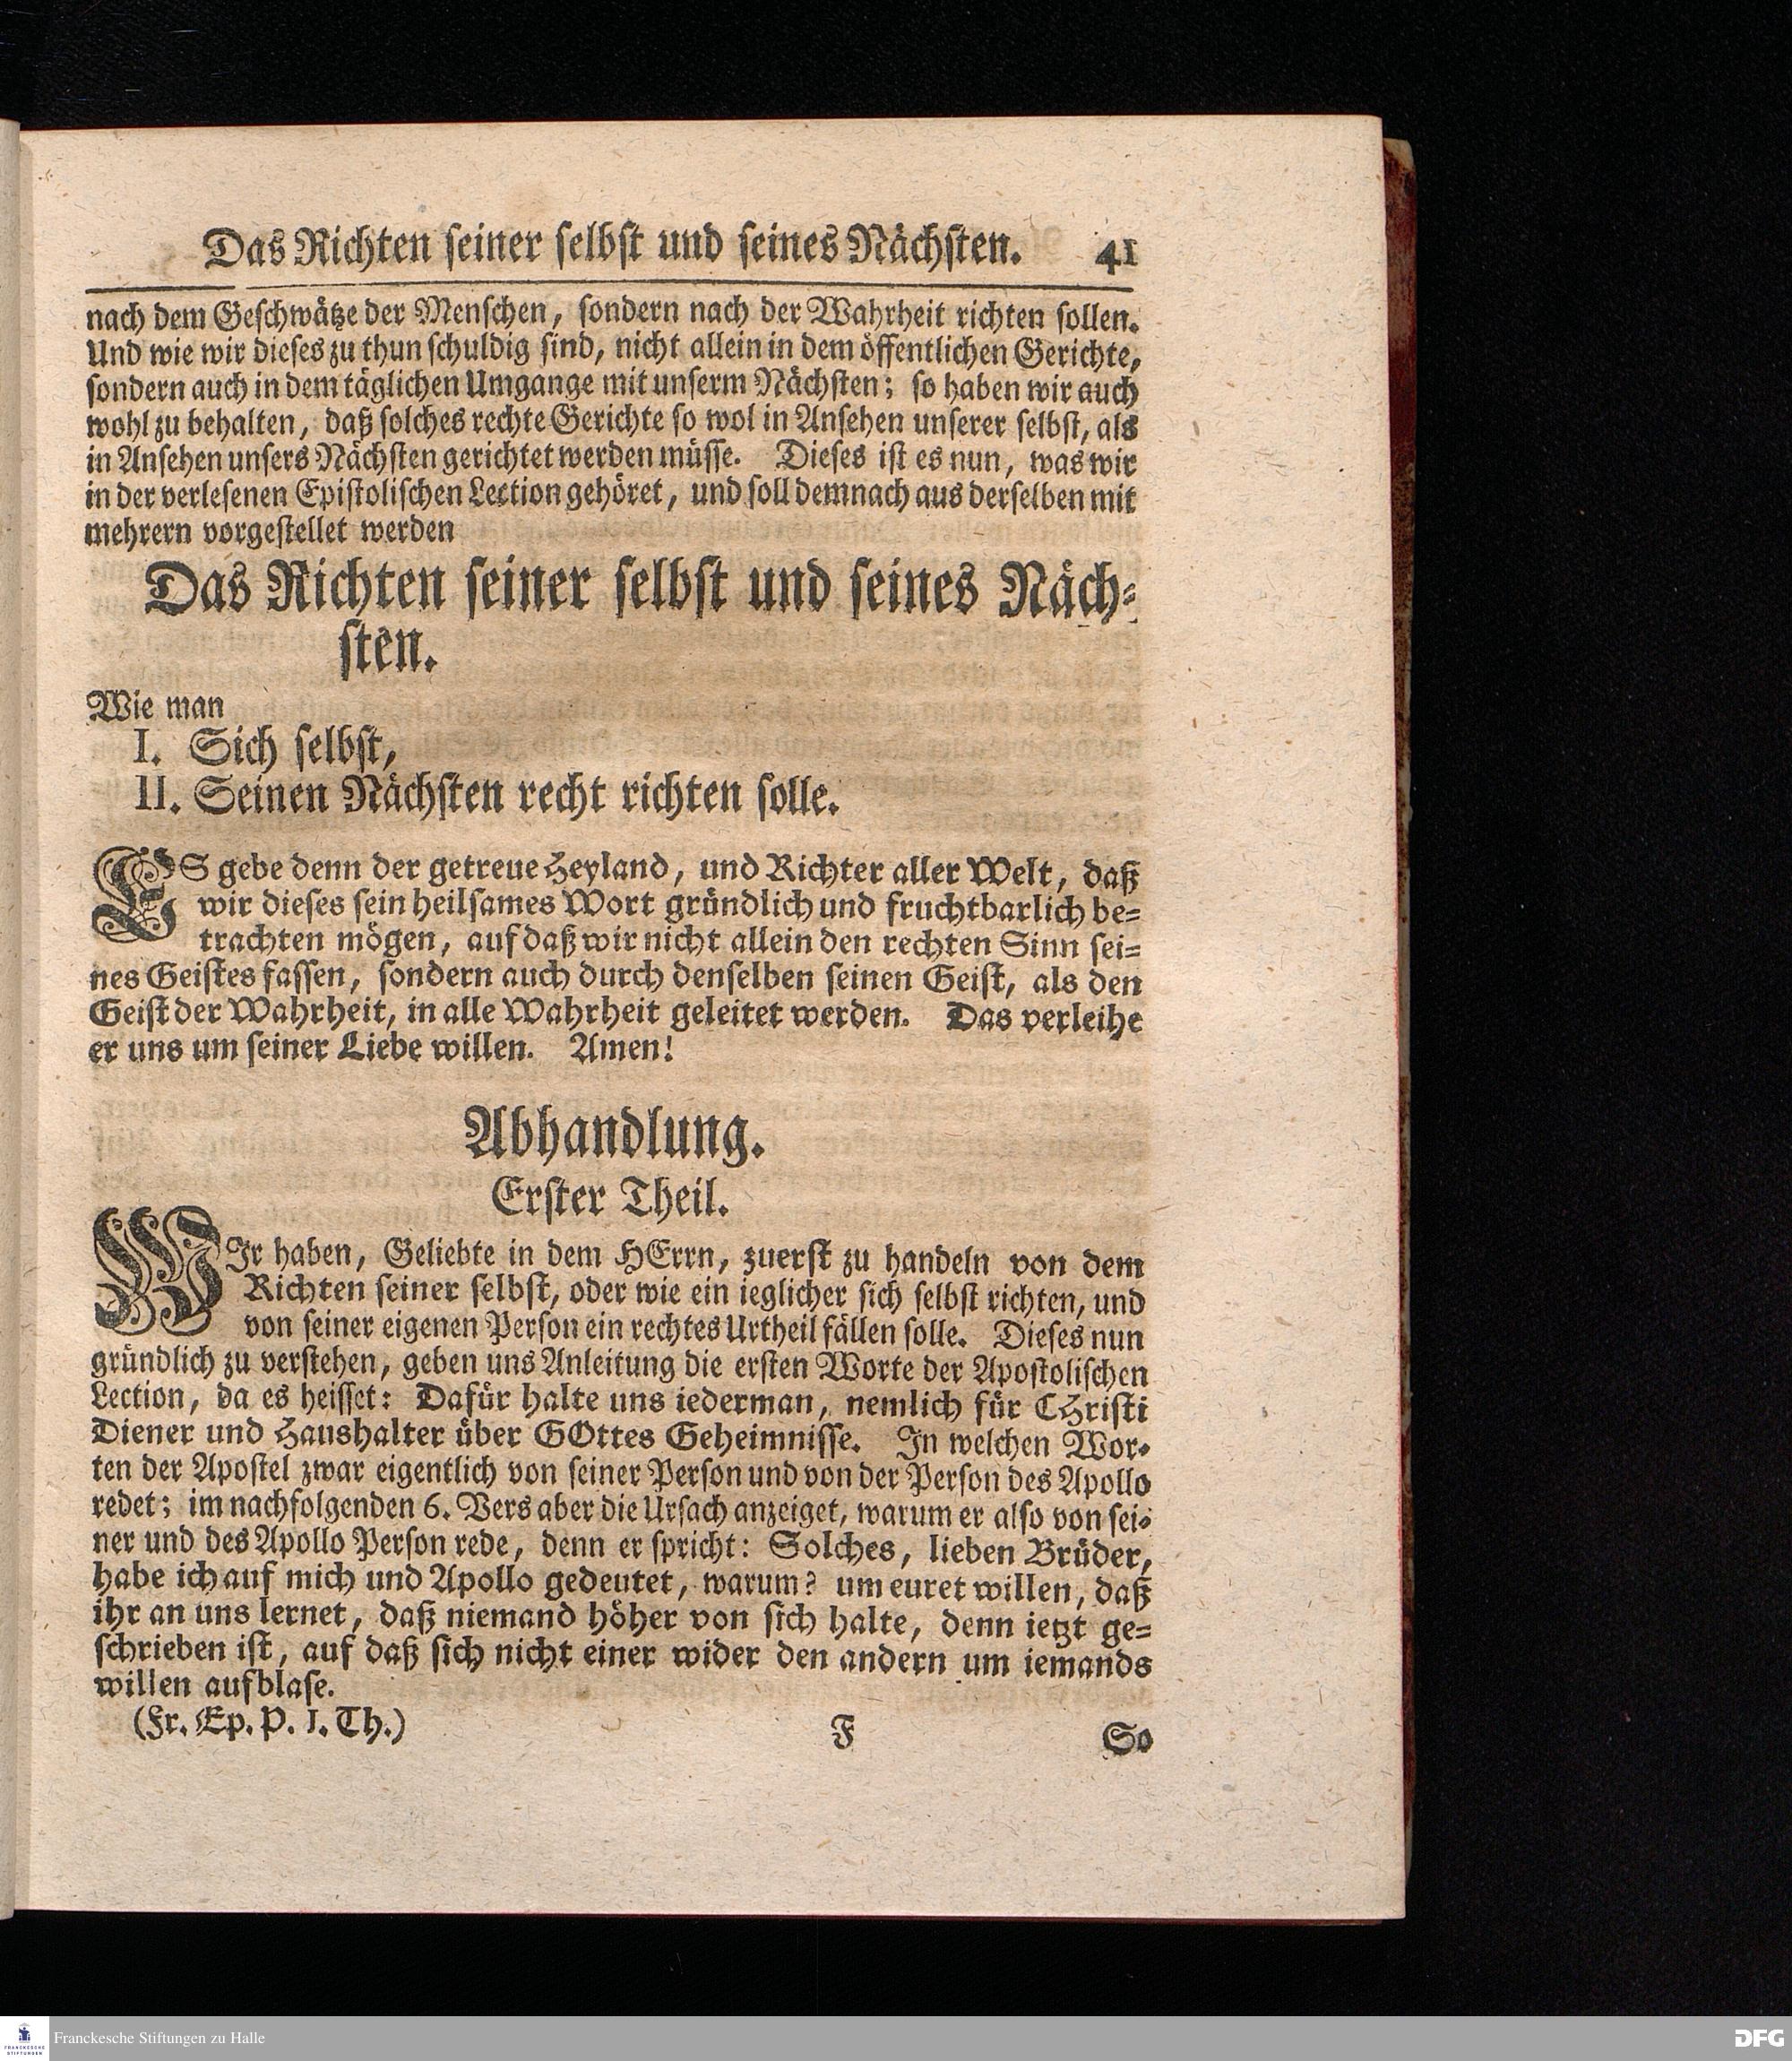 Das Richten seiner selbst und seines Nächsten. 41
nach dem Geschwätze der Menschen, sondern nach der Wahrheit richten sollen.
Und wie wir dieses zu thun schuldig sind, nicht allein in dem öffentlichen Gerichte,
sondern auch in dem täglichen Umgange mit unserm Nächsten; so haben wir auch
wohl zu behalten, daß solches rechte Gerichte so wol in Ansehen unserer selbst, als
in Ansehen unsers Nächsten gerichtet werden müsse. Dieses ist es nun, was wir
in der verlesenen Epistolischen Lection gehöret, und soll demnach aus derselben mit
mehrern vorgestellet werden
Das Richten seiner selbst und seines Näch-
sten.
Wie man
I. Sich selbst,
II. Seinen Nächsten recht richten solle.
ES gebe denn der getreue Heyland, und Richter aller Welt, daß
wir dieses sein heilsames Wort gründlich und fruchtbarlich be-
trachten mögen, auf daß wir nicht allein den rechten Sinn sei-
nes Geistes fassen, sondern auch durch denselben seinen Geist, als den
Geist der Wahrheit, in alle Wahrheit geleitet werden. Das verleihe
er uns um seiner Liebe willen. Amen!
Abhandlung.
Erster Theil.
WIr haben, Geliebte in dem HErrn, zuerst zu handeln von dem
Richten seiner selbst, oder wie ein ieglicher sich selbst richten, und
von seiner eigenen Person ein rechtes Urtheil fällen solle. Dieses nun
gründlich zu verstehen, geben uns Anleitung die ersten Worte der Apostolischen
Lection, da es heisset: Dafür halte uns iederman, nemlich für CHristi
Diener und Haushalter über GOttes Geheimnisse. In welchen Wor-
ten der Apostel zwar eigentlich von seiner Person und von der Person des Apollo
redet; im nachfolgenden 6. Vers aber die Ursach anzeiget, warum er also von sei-
ner und des Apollo Person rede, denn er spricht: Solches, lieben Brüder,
habe ich auf mich und Apollo gedeutet, warum? um euret willen, daß
ihr an uns lernet, daß niemand höher von sich halte, denn ietzt ge-
schrieben ist, auf daß sich nicht einer wider den andern um iemands
willen aufblase.
(Fr. Ep. P. I. Th.) F So
Franckesche Stiftungen zu Halle
FRANCKESCHE STIFTUNGEN
DFG